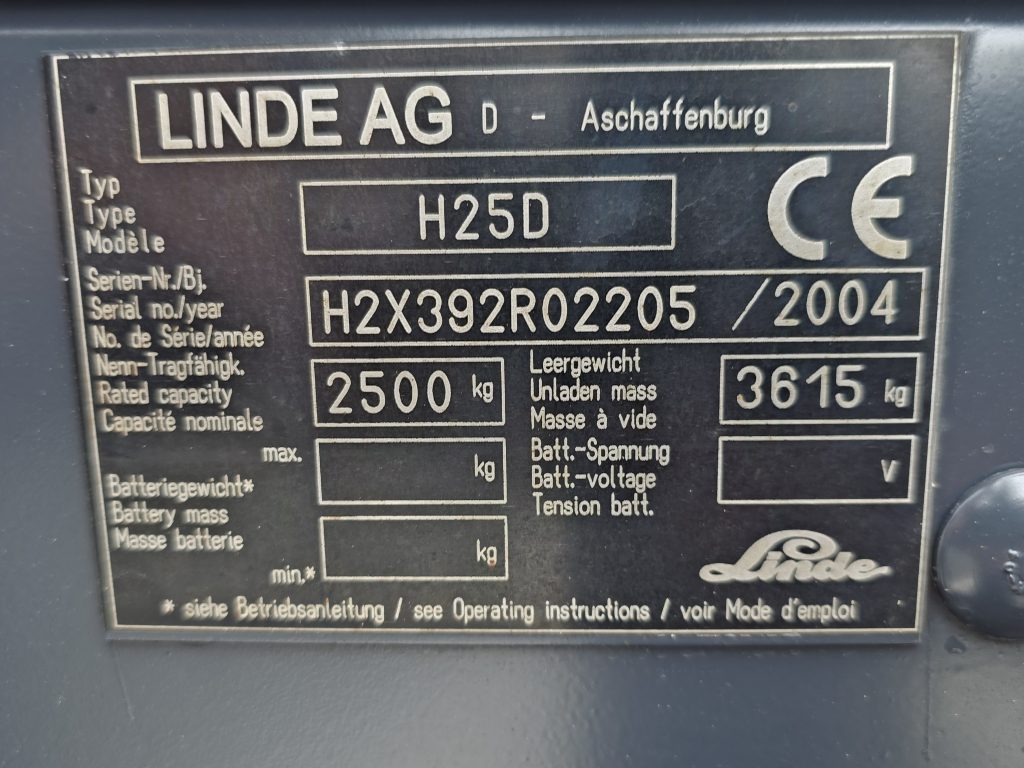 LINDE AG D - Aschaffenburg
Typ
Type
Modèle
H25D
CE
Serien-Nr./Bj.
Serial no./year
No. de Série/année
H2X392R02205 / 2004
Nenn-Tragfähigk.
Rated capacity
Capacité nominale
2500 kg
Leergewicht
Unladen mass
Masse à vide
3615 kg
max.
kg
Batteriegewicht*
Battery mass
Masse batterie
min.*
kg
Batt.-Spannung
Batt.-voltage
Tension batt.
V
Linde
* siehe Betriebsanleitung / see Operating instructions / voir Mode d'emploi